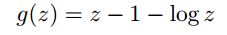 g(z) = z − 1 − log z